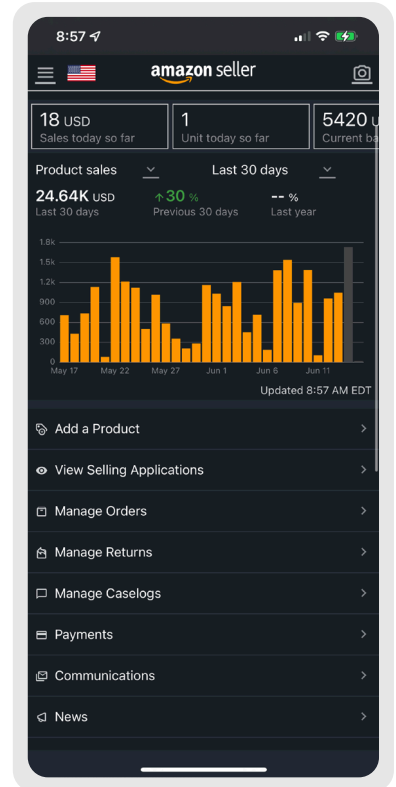 8:57
amazon seller
18 USD
Sales today so far
1
Unit today so far
5420 U
Current ba
Product sales
Last 30 days
24.64K USD
Last 30 days
↑30 %
Previous 30 days
-- %
Last year
1.8k
1.5k
1.2k
900
600
300
0
May 17
May 22
May 27
Jun 1
Jun 6
Jun 11
Updated 8:57 AM EDT
Add a Product
View Selling Applications
Manage Orders
Manage Returns
Manage Caselogs
Payments
Communications
News